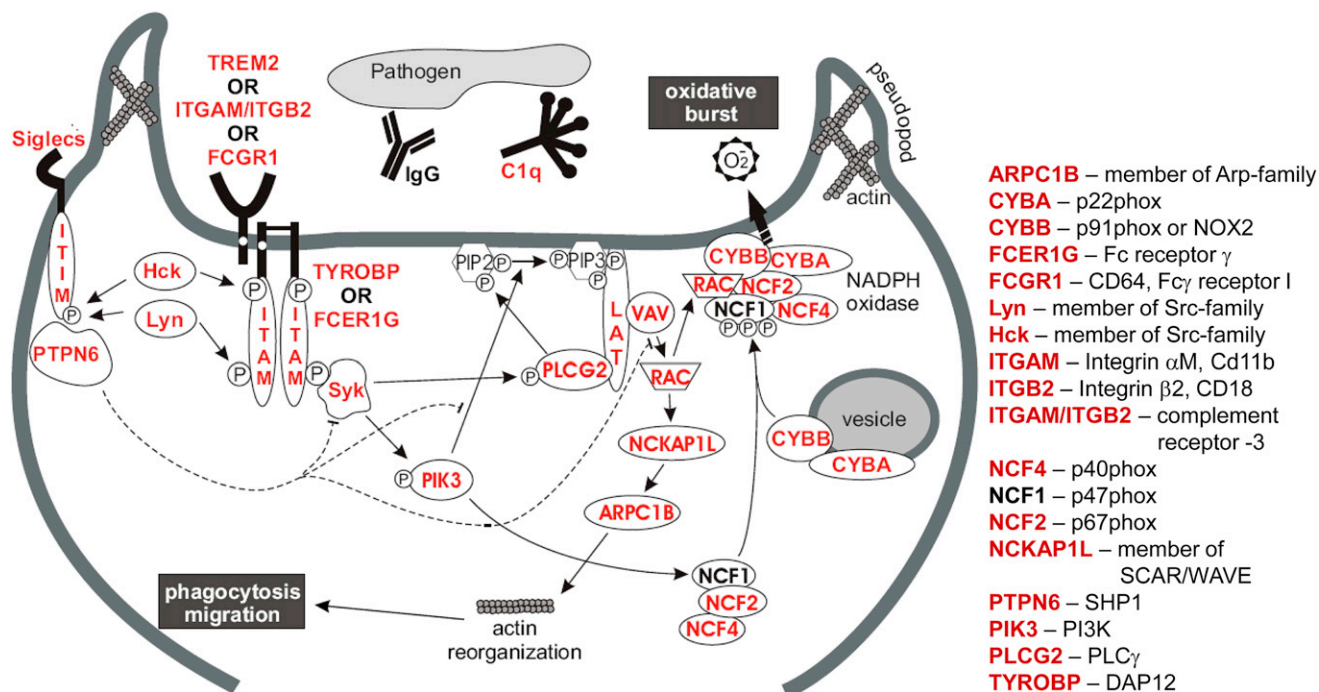 TREM2
OR
ITGAM/ITGB2
OR
FCGR1
Siglecs
Pathogen
IgG
C1q
oxidative
burst
O2-
pseudopod
actin
ITIM
P
PTPN6
Hck
Lyn
P
P
ITAM
ITAM
P
P
TYROBP
OR
FCER1G
Syk
PIP2
P
P
P
PIP3
P
LAT
VAV
P
PLCG2
RAC
CYBB
CYBA
RAC
NCF2
NCF1
NCF4
P P P
NADPH
oxidase
NCKAP1L
P
PIK3
ARPC1B
vesicle
CYBB
CYBA
NCF1
NCF2
NCF4
phagocytosis
migration
actin
reorganization
ARPC1B – member of Arp-family
CYBA – p22phox
CYBB – p91phox or NOX2
FCER1G – Fc receptor γ
FCGR1 – CD64, Fcγ receptor I
Lyn – member of Src-family
Hck – member of Src-family
ITGAM – Integrin αM, Cd11b
ITGB2 – Integrin β2, CD18
ITGAM/ITGB2 – complement
receptor -3
NCF4 – p40phox
NCF1 – p47phox
NCF2 – p67phox
NCKAP1L – member of
SCAR/WAVE
PTPN6 – SHP1
PIK3 – PI3K
PLCG2 – PLCγ
TYROBP – DAP12